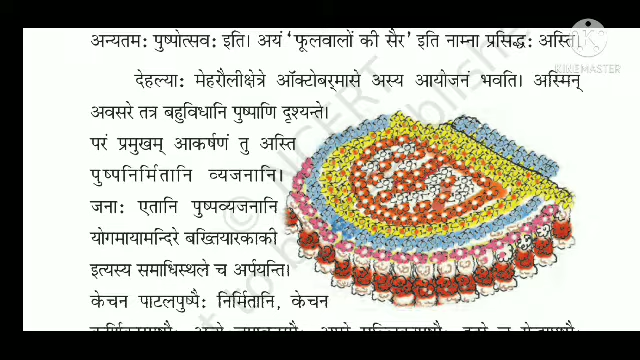 अन्यतमः पुष्पोत्सवः इति। अयं ‘फूलवालों की सैर’ इति नाम्ना प्रसिद्धः अस्ति
KINEMASTER
देहल्याः मेहरौलीक्षेत्रे ऑक्टोबर्‌मासे अस्य आयोजनं भवति। अस्मिन्
अवसरे तत्र बहुविधानि पुष्पाणि दृश्यन्ते।
परं प्रमुखम् आकर्षणं तु अस्ति
पुष्पनिर्मितानि व्यजनानि।
जनाः एतानि पुष्पव्यजनानि
योगमायामन्दिरे बख्तियारकाकी
इत्यस्य समाधिस्थले च अर्पयन्ति।
केचन पाटलपुष्पैः निर्मितानि, केचन